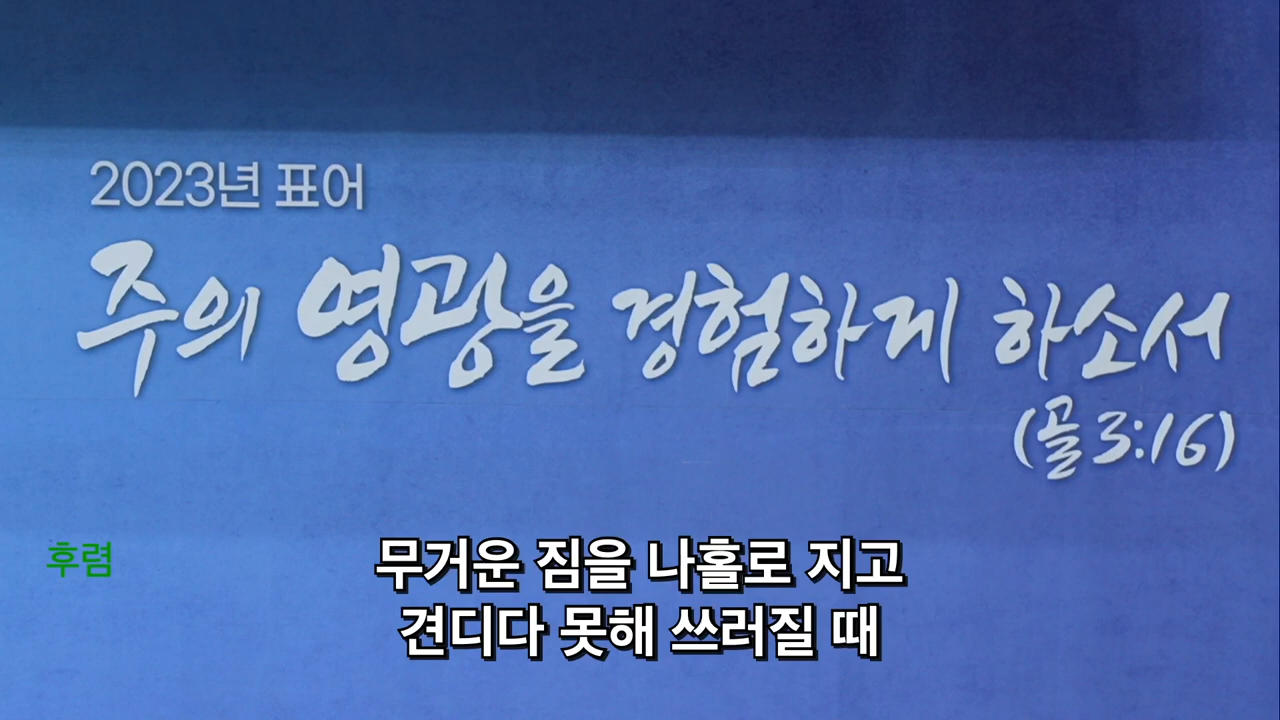 2023년 표어
주의 영광을 경험하게 하소서
(골 3:16)
후렴
무거운 짐을 나홀로 지고
견디다 못해 쓰러질 때